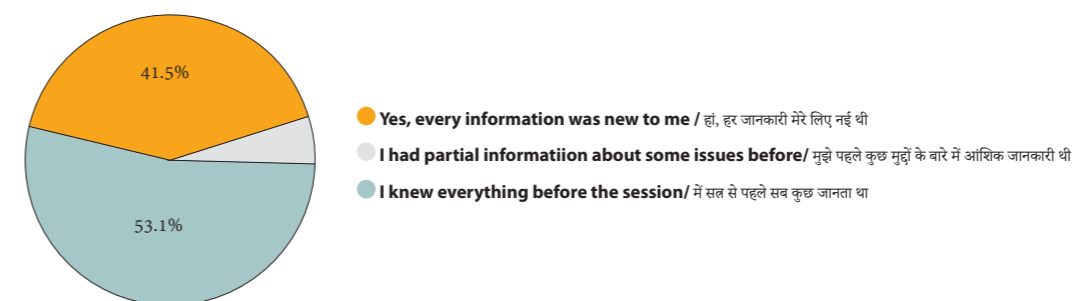 41.5%
53.1%
Yes, every information was new to me / हां, हर जानकारी मेरे लिए नई थी
I had partial informatiion about some issues before/ मुझे पहले कुछ मुद्दों के बारे में आंशिक जानकारी थी
I knew everything before the session/ में सत्र से पहले सब कुछ जानता था